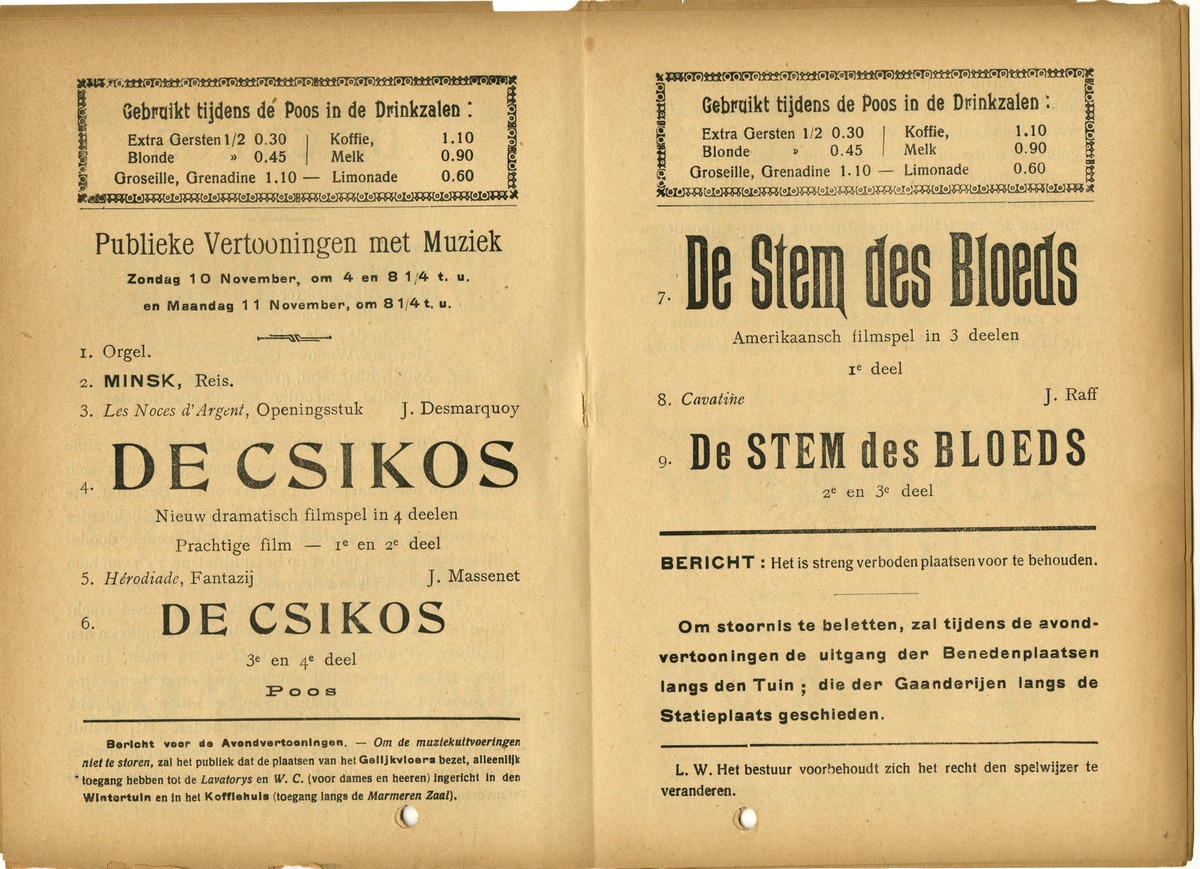 Gebruikt tijdens de Poos in de Drinkzalen :
Extra Gersten 1/2 0.30 | Koffie, 1.10
Blonde » 0.45 | Melk 0.90
Groseille, Grenadine 1.10 — Limonade 0.60
Publieke Vertooningen met Muziek
Zondag 10 November, om 4 en 8 1/4 t. u.
en Maandag 11 November, om 8 1/4 t. u.
1. Orgel.
2. MINSK, Reis.
3. Les Noces d'Argent, Openingsstuk J. Desmarquoy
4. DE CSIKOS
Nieuw dramatisch filmspel in 4 deelen
Prachtige film — 1e en 2e deel
5. Hérodiade, Fantazij J. Massenet
6. DE CSIKOS
3e en 4e deel
Poos
Bericht voor de Avondvertooningen. — Om de muziekuitvoeringen
niet te storen, zal het publiek dat de plaatsen van het Gelijkvloers bezet, alleenlijk
toegang hebben tot de Lavatorys en W. C. (voor dames en heeren) ingericht in den
Wintertuin en in het Koffiehuis (toegang langs de Marmeren Zaal).
Gebruikt tijdens de Poos in de Drinkzalen :
Extra Gersten 1/2 0.30 | Koffie, 1.10
Blonde » 0.45 | Melk 0.90
Groseille, Grenadine 1.10 — Limonade 0.60
7. De Stem des Bloeds
Amerikaansch filmspel in 3 deelen
1e deel
8. Cavatine J. Raff
9. De STEM des BLOEDS
2e en 3e deel
BERICHT : Het is streng verboden plaatsen voor te behouden.
Om stoornis te beletten, zal tijdens de avond-
vertooningen de uitgang der Benedenplaatsen
langs den Tuin ; die der Gaanderijen langs de
Statieplaats geschieden.
L. W. Het bestuur voorbehoudt zich het recht den spelwijzer te
veranderen.